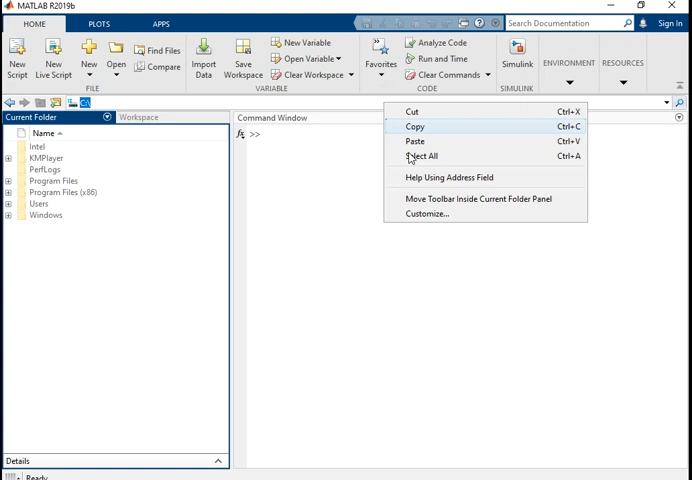 MATLAB R2019b
HOME
PLOTS
APPS
Search Documentation
Sign In
New Script
New Live Script
New
Open
Find Files
Compare
FILE
Import Data
Save Workspace
New Variable
Open Variable
Clear Workspace
VARIABLE
Favorites
Analyze Code
Run and Time
Clear Commands
CODE
Simulink
SIMULINK
ENVIRONMENT
RESOURCES
C:\
Current Folder
Workspace
Name
Intel
KMPlayer
PerfLogs
Program Files
Program Files (x86)
Users
Windows
Details
Command Window
fx >>
Cut Ctrl+X
Copy Ctrl+C
Paste Ctrl+V
Select All Ctrl+A
Help Using Address Field
Move Toolbar Inside Current Folder Panel
Customize...
Ready